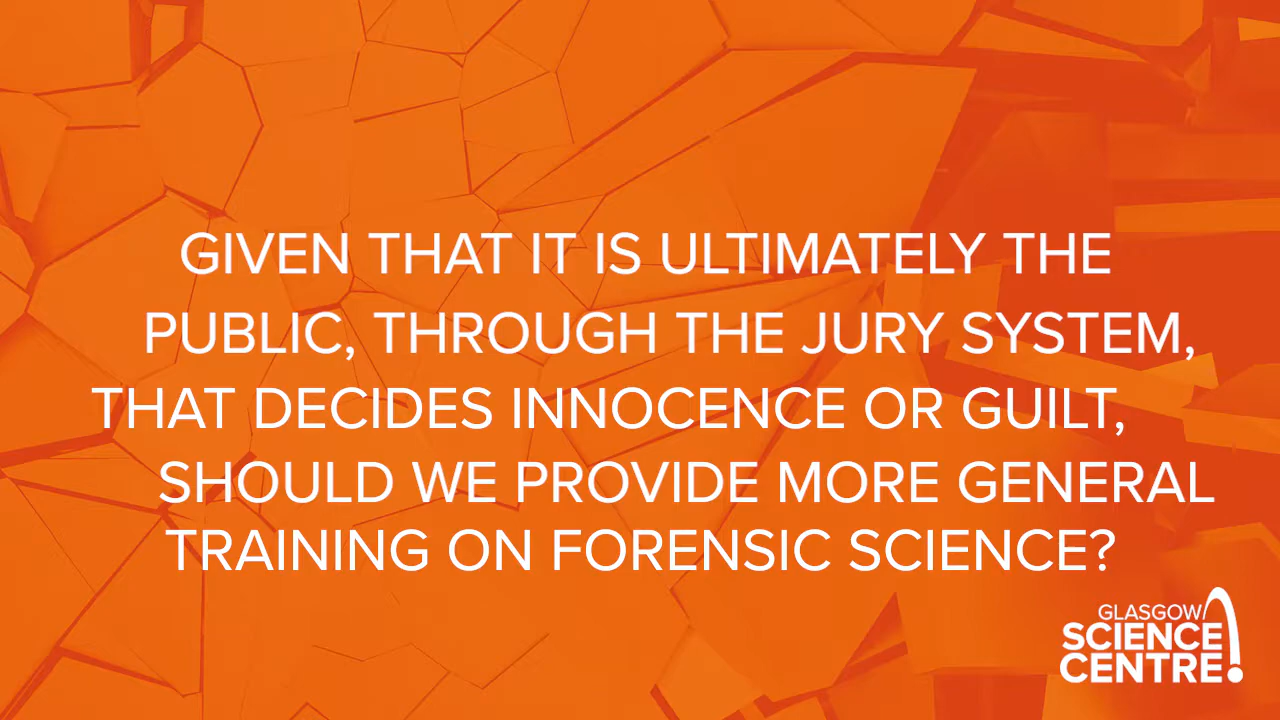 GIVEN THAT IT IS ULTIMATELY THE
PUBLIC, THROUGH THE JURY SYSTEM,
THAT DECIDES INNOCENCE OR GUILT,
SHOULD WE PROVIDE MORE GENERAL
TRAINING ON FORENSIC SCIENCE?
GLASGOW
SCIENCE
CENTRE!